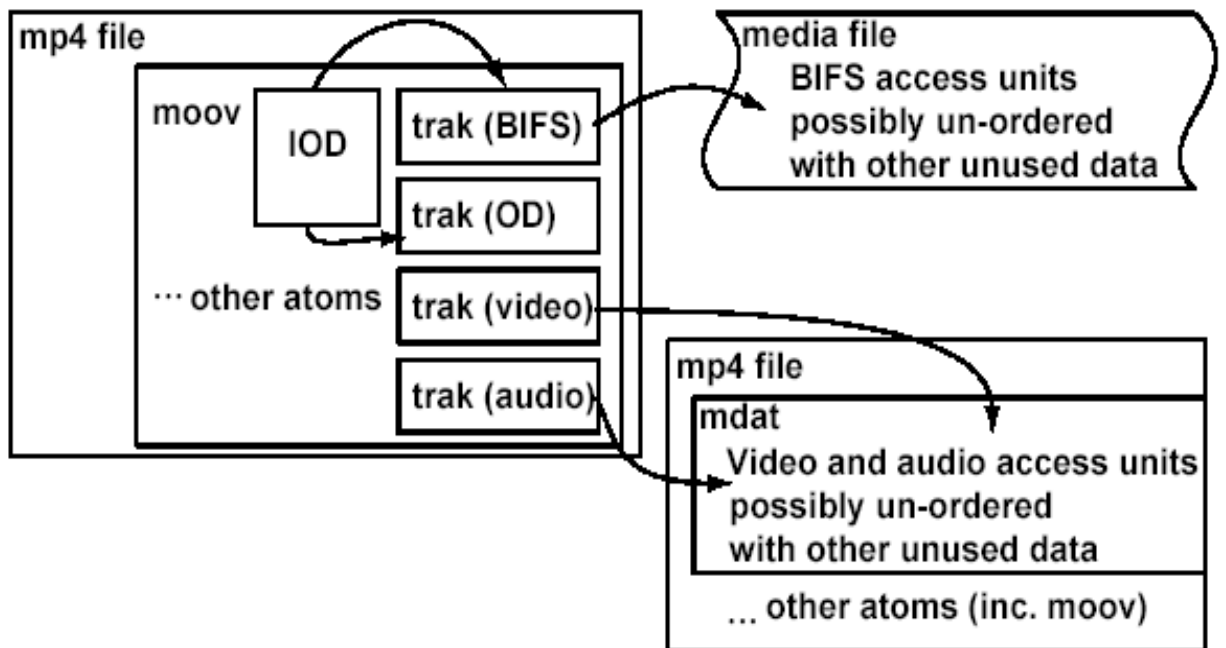 mp4 file
moov
IOD
trak (BIFS)
trak (OD)
... other atoms
trak (video)
trak (audio)
media file
BIFS access units
possibly un-ordered
with other unused data
mp4 file
mdat
Video and audio access units
possibly un-ordered
with other unused data
... other atoms (inc. moov)